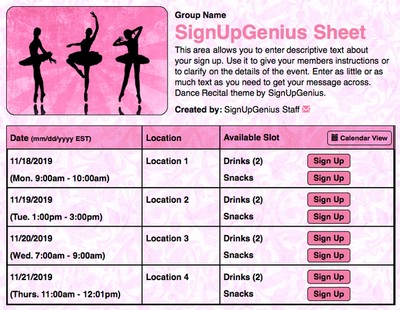 Group Name
SignUpGenius Sheet
This area allows you to enter descriptive text about
your sign up. Use it to give your members instructions or
to clarify on the details of the event. Enter as little or as
much text as you need to get your message across.
Dance Recital theme by SignUpGenius.
Created by: SignUpGenius Staff
Date (mm/dd/yyyy EST) Location Available Slot Calendar View
11/18/2019 Location 1 Drinks (2) Sign Up
(Mon. 9:00am - 10:00am) Snacks Sign Up
11/19/2019 Location 2 Drinks (2) Sign Up
(Tue. 1:00pm - 3:00pm) Snacks Sign Up
11/20/2019 Location 3 Drinks (2) Sign Up
(Wed. 7:00am - 9:00am) Snacks Sign Up
11/21/2019 Location 4 Drinks (2) Sign Up
(Thurs. 11:00am - 12:01pm) Snacks Sign Up